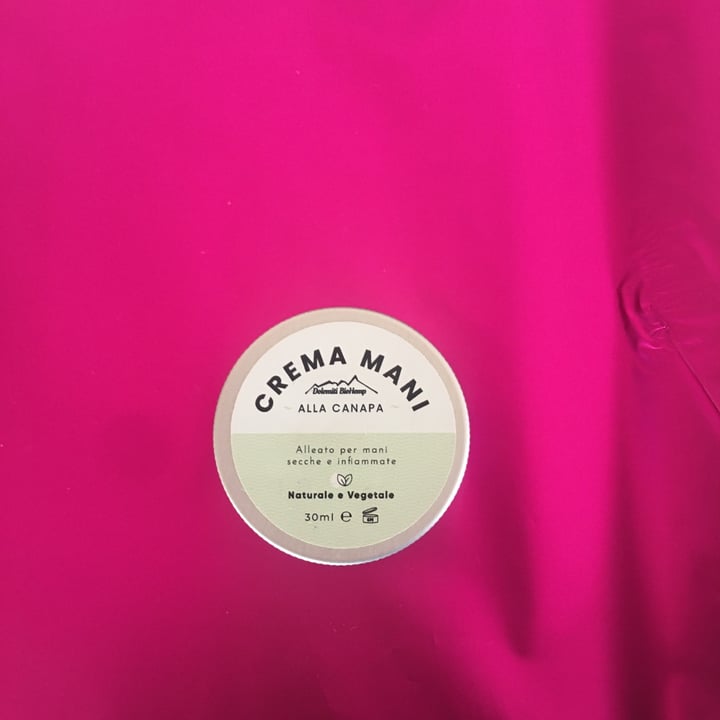 CREMA MANI
Dolomiti BioHemp
ALLA CANAPA
Alleato per mani
secche e infiammate
Naturale e Vegetale
30ml ℮